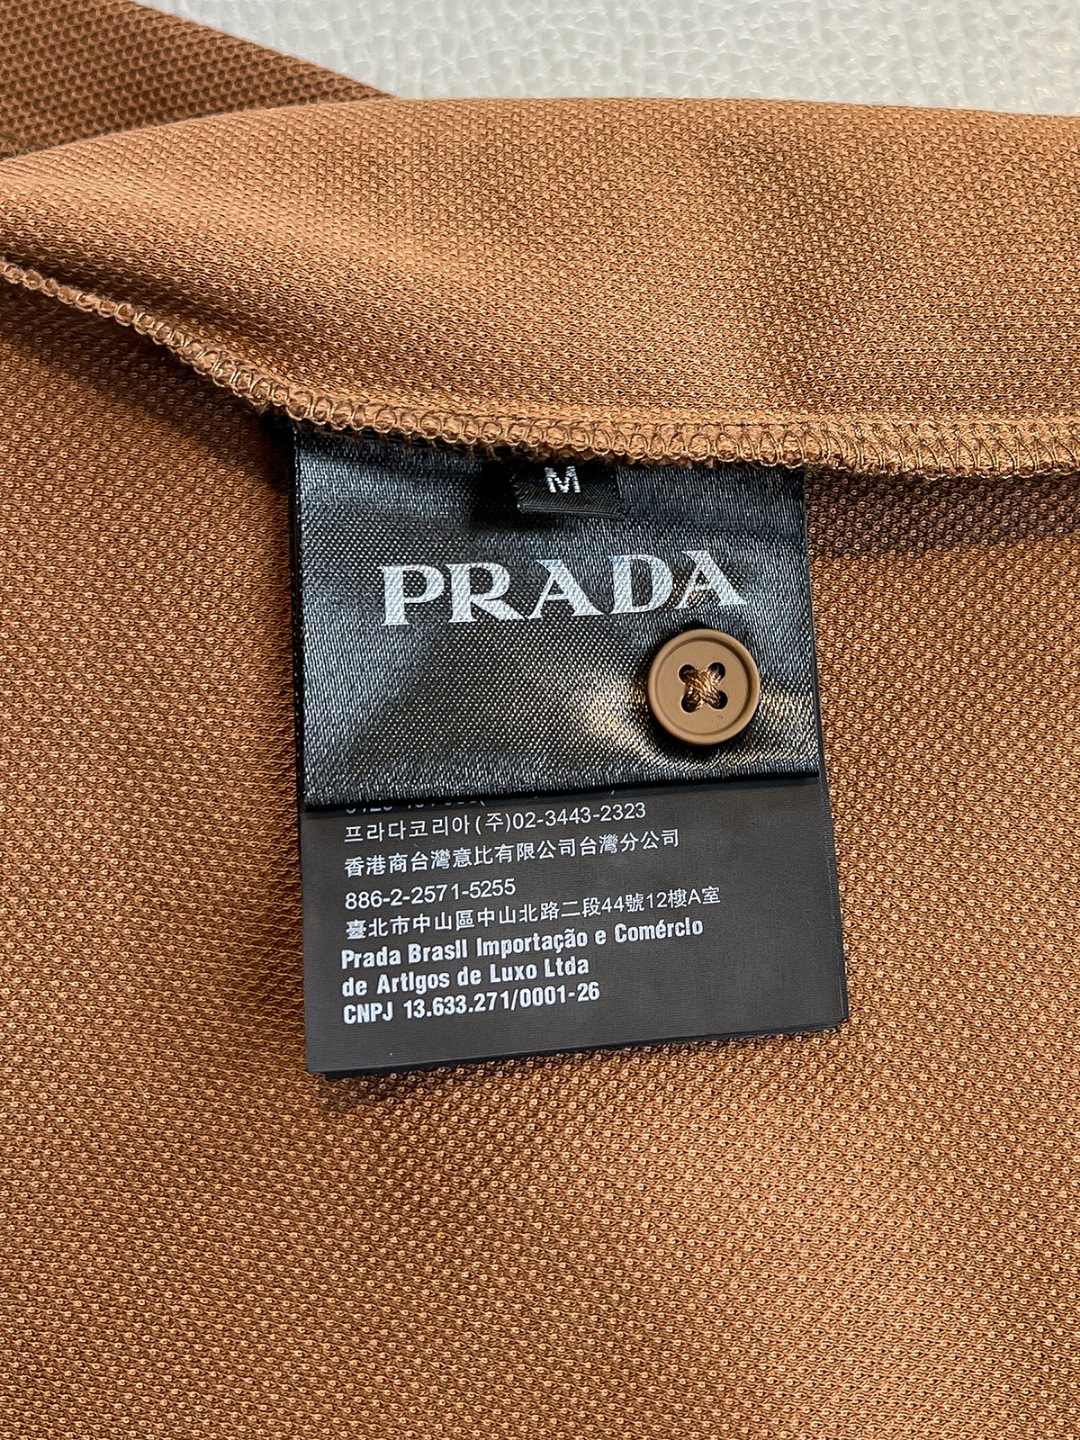 M
PRADA
프라다코리아(주)02-3443-2323
香港商台灣意比有限公司台灣分公司
886-2-2571-5255
臺北市中山區中山北路二段44號12樓A室
Prada Brasil Importação e Comércio
de Artigos de Luxo Ltda
CNPJ 13.633.271/0001-26